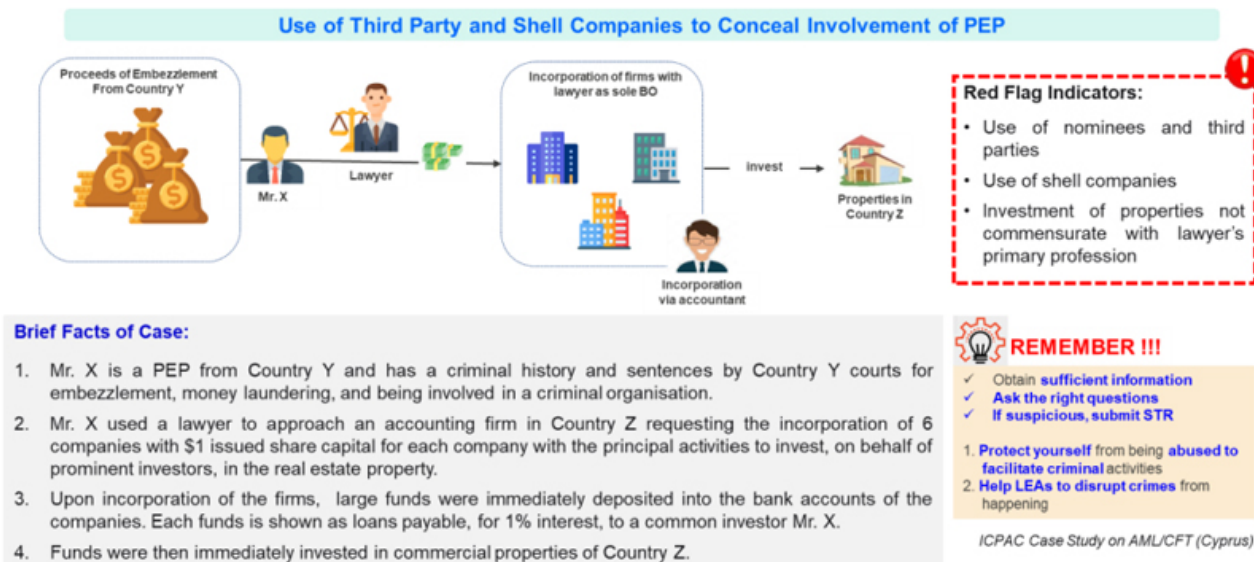 Use of Third Party and Shell Companies to Conceal Involvement of PEP
Proceeds of Embezzlement
From Country Y
Mr. X
Lawyer
Incorporation of firms with
lawyer as sole BO
Incorporation
via accountant
invest
Properties in
Country Z
Red Flag Indicators:
• Use of nominees and third
parties
• Use of shell companies
• Investment of properties not
commensurate with lawyer's
primary profession
Brief Facts of Case:
1. Mr. X is a PEP from Country Y and has a criminal history and sentences by Country Y courts for
embezzlement, money laundering, and being involved in a criminal organisation.
2. Mr. X used a lawyer to approach an accounting firm in Country Z requesting the incorporation of 6
companies with $1 issued share capital for each company with the principal activities to invest, on behalf of
prominent investors, in the real estate property.
3. Upon incorporation of the firms, large funds were immediately deposited into the bank accounts of the
companies. Each funds is shown as loans payable, for 1% interest, to a common investor Mr. X.
4. Funds were then immediately invested in commercial properties of Country Z.
REMEMBER !!!
✓ Obtain sufficient information
✓ Ask the right questions
✓ If suspicious, submit STR
1. Protect yourself from being abused to
facilitate criminal activities
2. Help LEAs to disrupt crimes from
happening
ICPAC Case Study on AML/CFT (Cyprus)